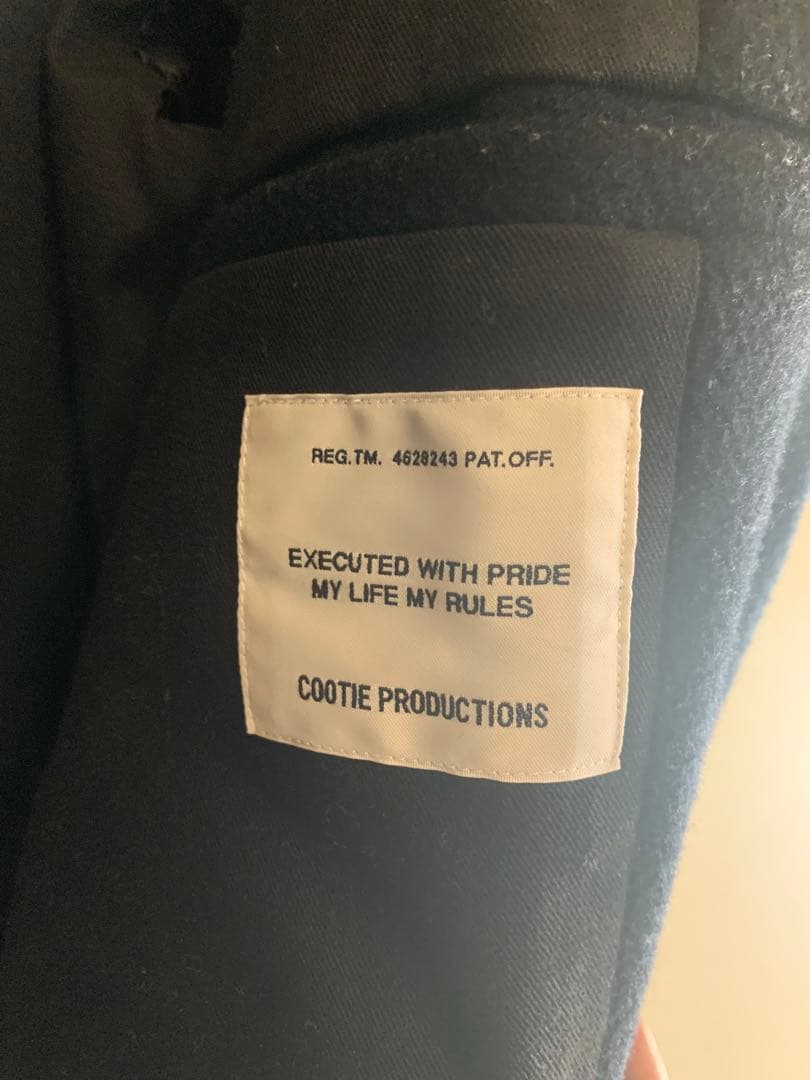 REG.TM. 4628243 PAT.OFF.
EXECUTED WITH PRIDE
MY LIFE MY RULES
COOTIE PRODUCTIONS